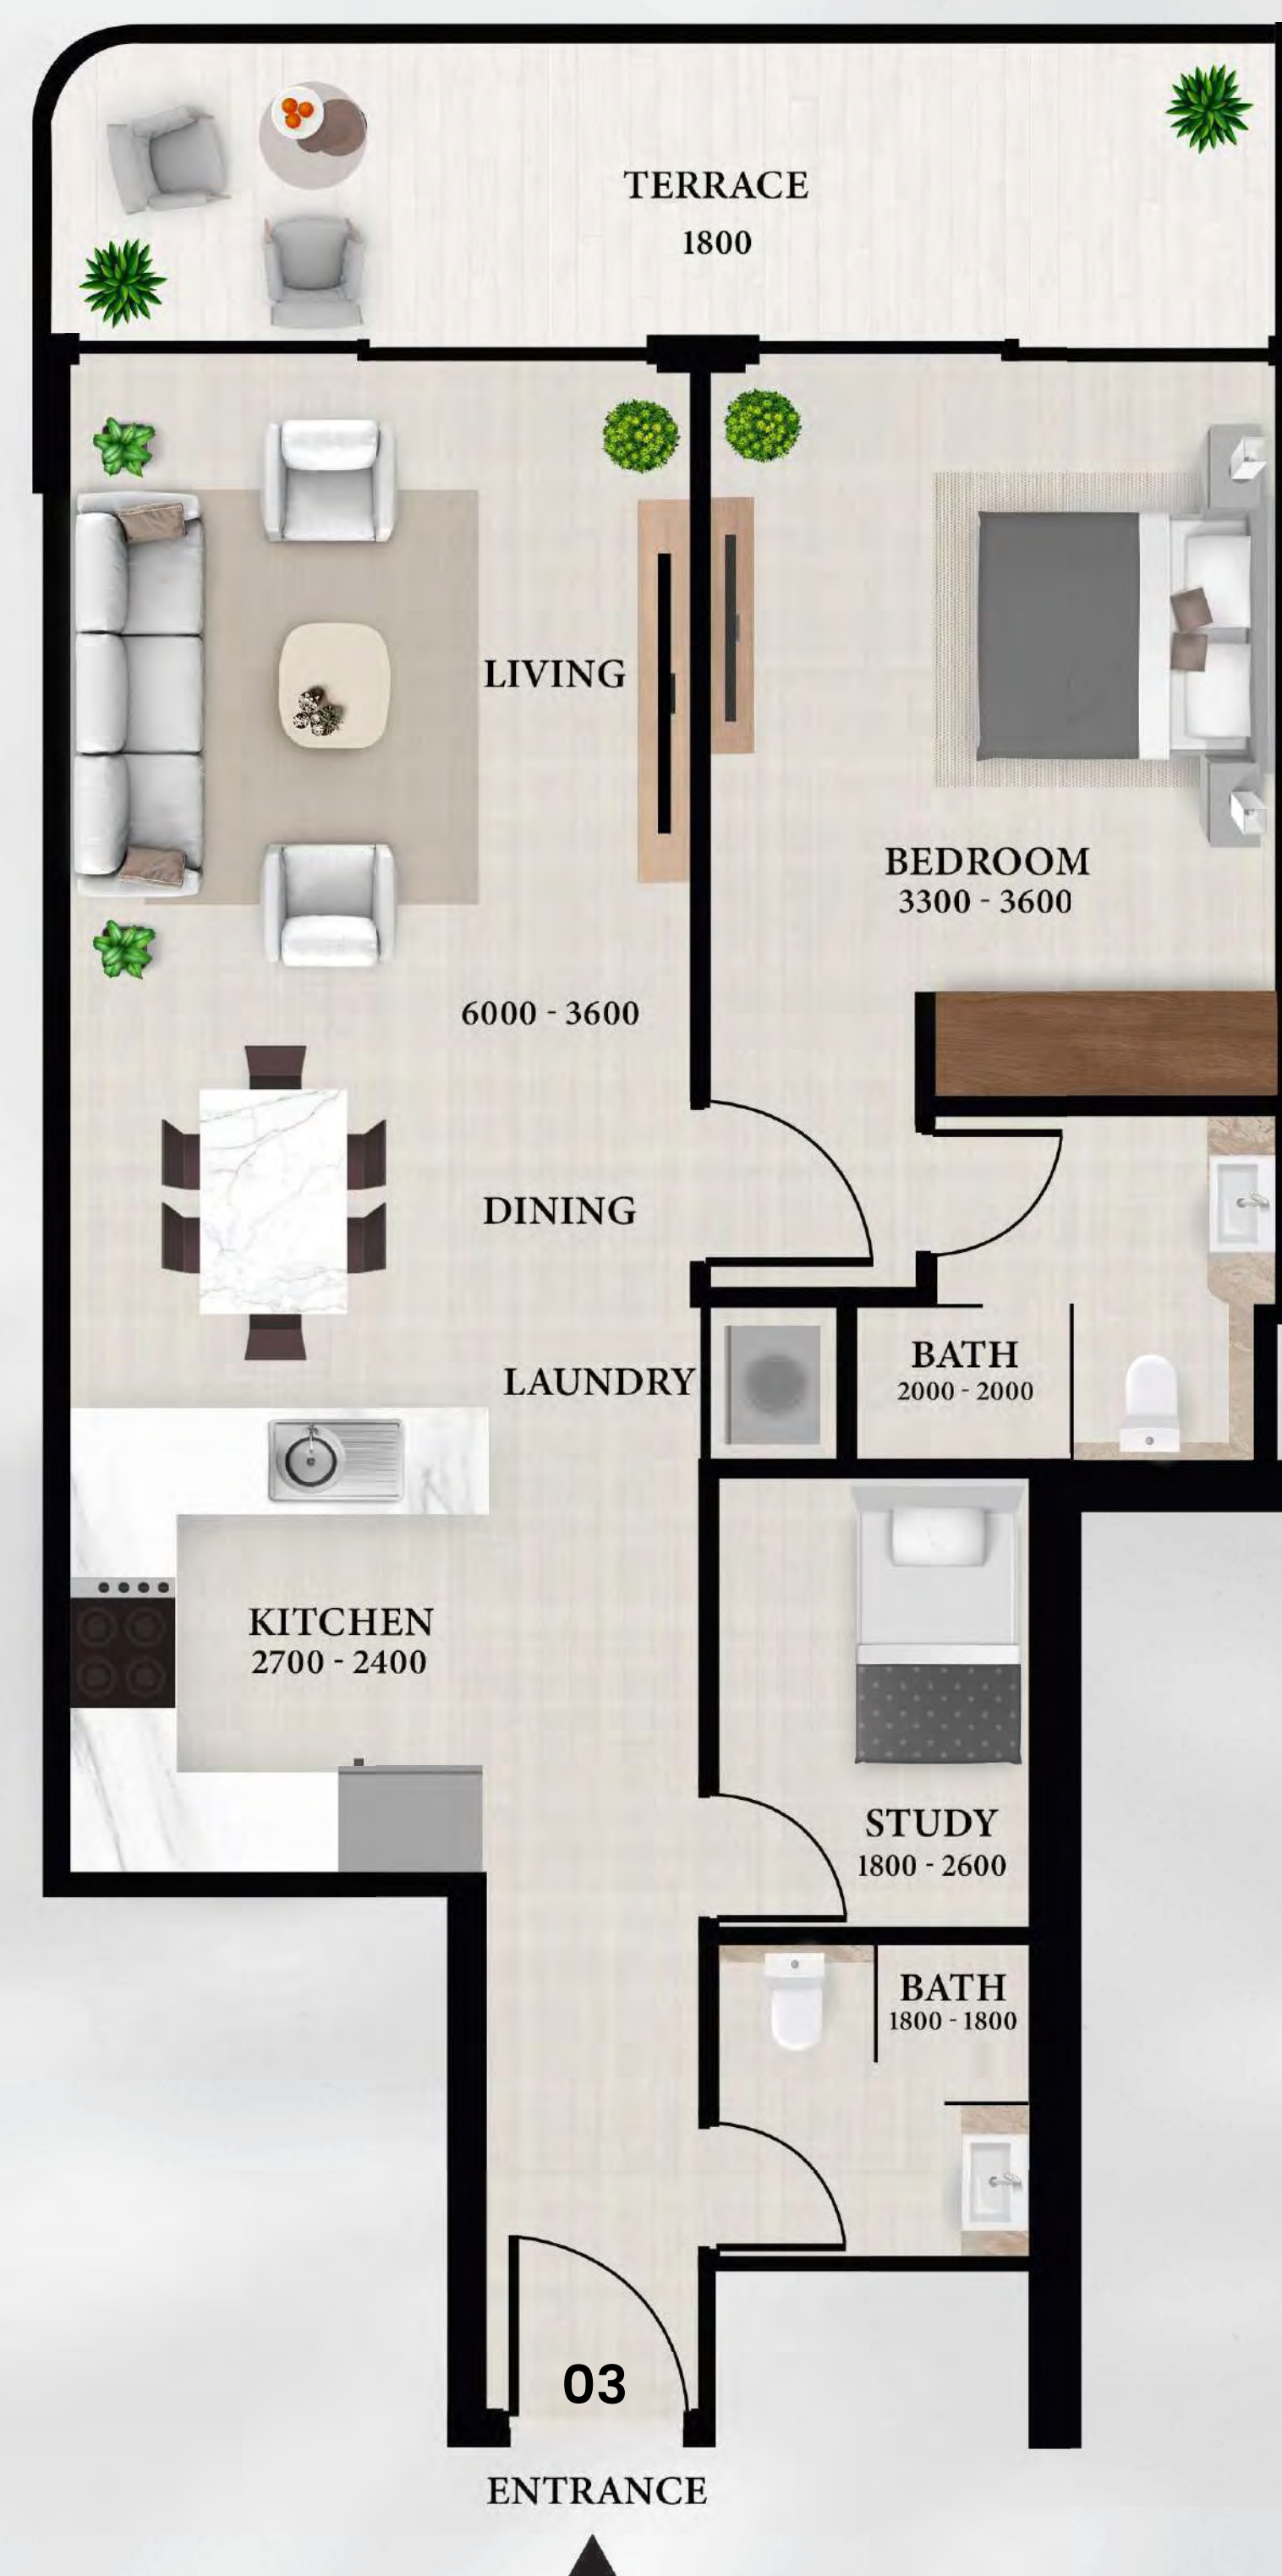 TERRACE
1800
LIVING
BEDROOM
3300 - 3600
6000 - 3600
DINING
LAUNDRY
BATH
2000 - 2000
KITCHEN
2700 - 2400
STUDY
1800 - 2600
BATH
1800 - 1800
03
ENTRANCE